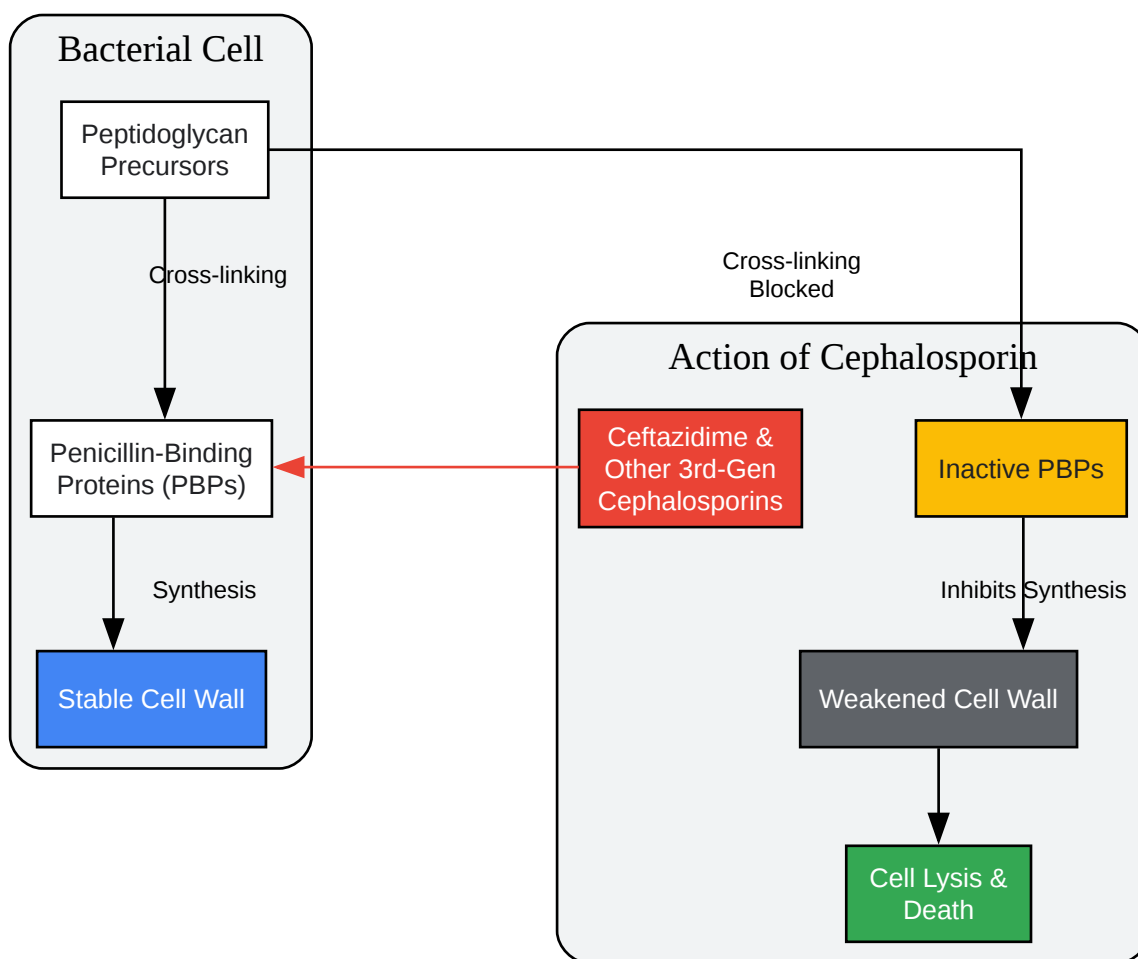 Bacterial Cell
Peptidoglycan
Precursors
Cross-linking
Penicillin-Binding
Proteins (PBPs)
Synthesis
Stable Cell Wall
Cross-linking
Blocked
Action of Cephalosporin
Ceftazidime &
Other 3rd-Gen
Cephalosporins
Inactive PBPs
Inhibits Synthesis
Weakened Cell Wall
Cell Lysis &
Death